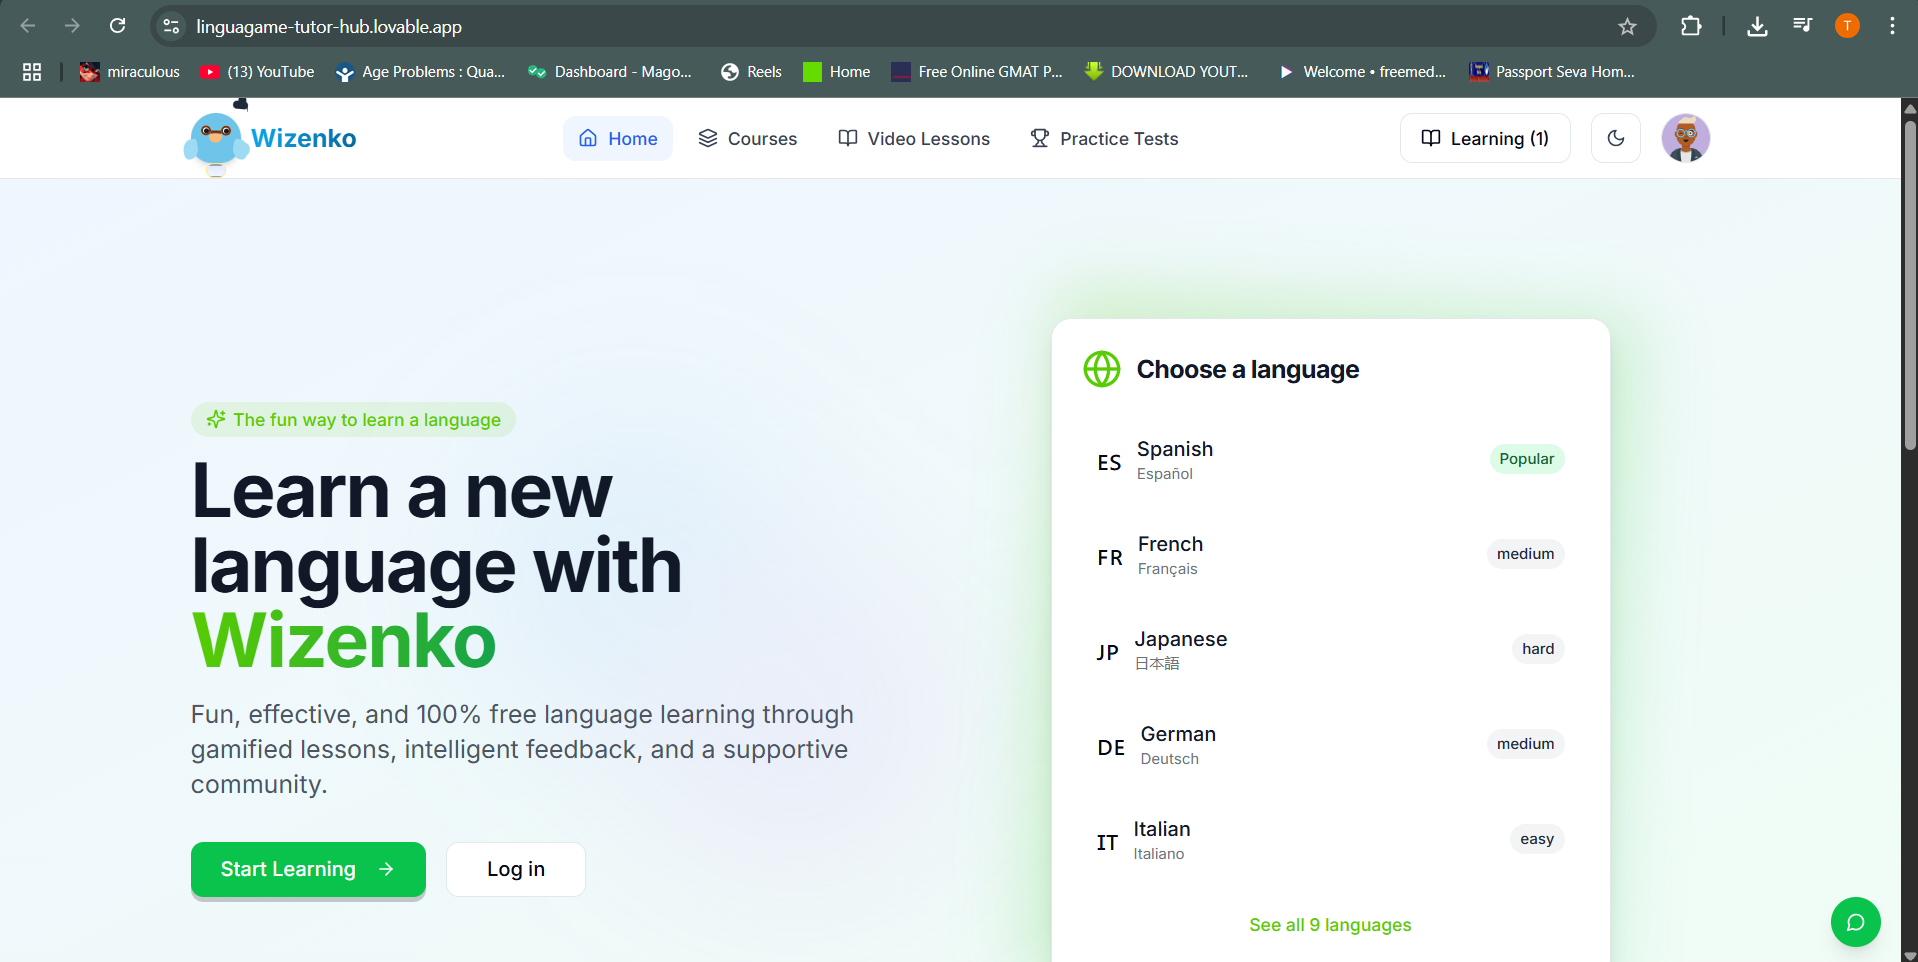 linguagame-tutor-hub.lovable.app
T
miraculous
(13) YouTube
Age Problems : Qua...
Dashboard - Mago...
Reels
Home
Free Online GMAT P...
DOWNLOAD YOUT...
Welcome • freemed...
Passport Seva Hom...
Wizenko
Home
Courses
Video Lessons
Practice Tests
Learning (1)
The fun way to learn a language
Learn a new
language with
Wizenko
Fun, effective, and 100% free language learning through
gamified lessons, intelligent feedback, and a supportive
community.
Start Learning
Log in
Choose a language
ES
Spanish
Español
Popular
FR
French
Français
medium
JP
Japanese
日本語
hard
DE
German
Deutsch
medium
IT
Italian
Italiano
easy
See all 9 languages